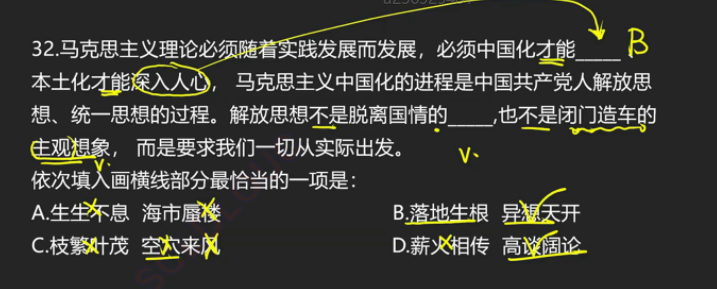 32.马克思主义理论必须随着实践发展而发展，必须中国化才能_____ B
本土化才能深入人心， 马克思主义中国化的进程是中国共产党人解放思
想、统一思想的过程。解放思想不是脱离国情的_____,也不是闭门造车的
主观想象， 而是要求我们一切从实际出发。
v.
v.
依次填入画横线部分最恰当的一项是：
A.生生不息 海市蜃楼 B.落地生根 异想天开
C.枝繁叶茂 空穴来风 D.薪火相传 高谈阔论